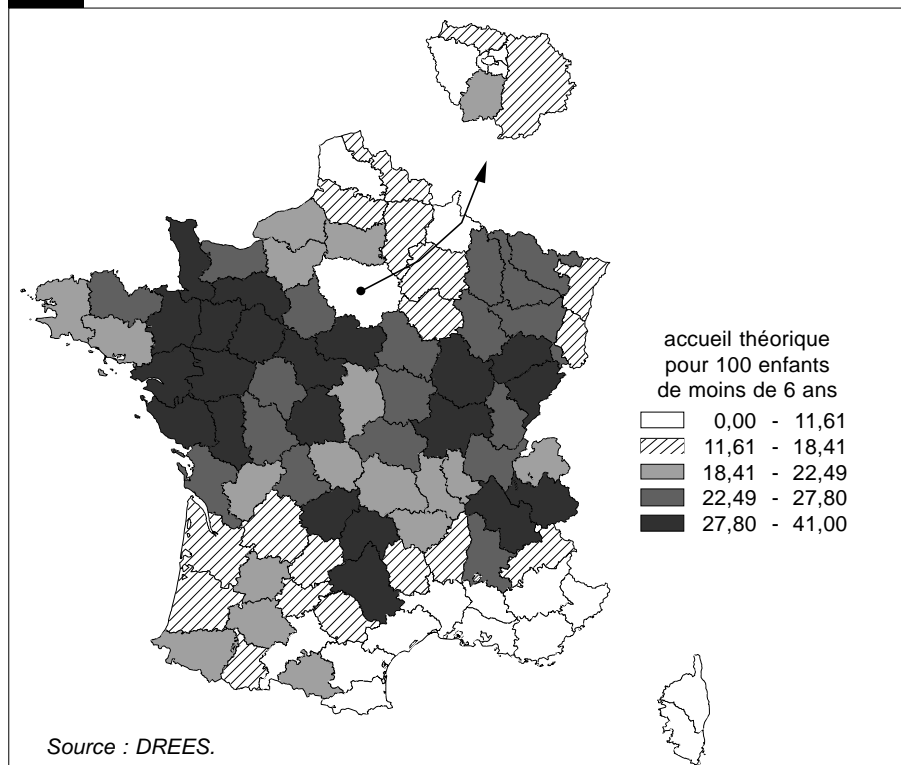 accueil théorique
pour 100 enfants
de moins de 6 ans
0,00 - 11,61
11,61 - 18,41
18,41 - 22,49
22,49 - 27,80
27,80 - 41,00
Source : DREES.